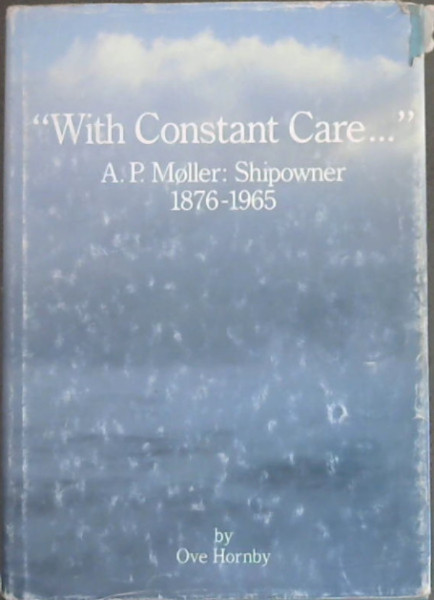 “With Constant Care...”
A.P. Møller: Shipowner
1876-1965
by
Ove Hornby